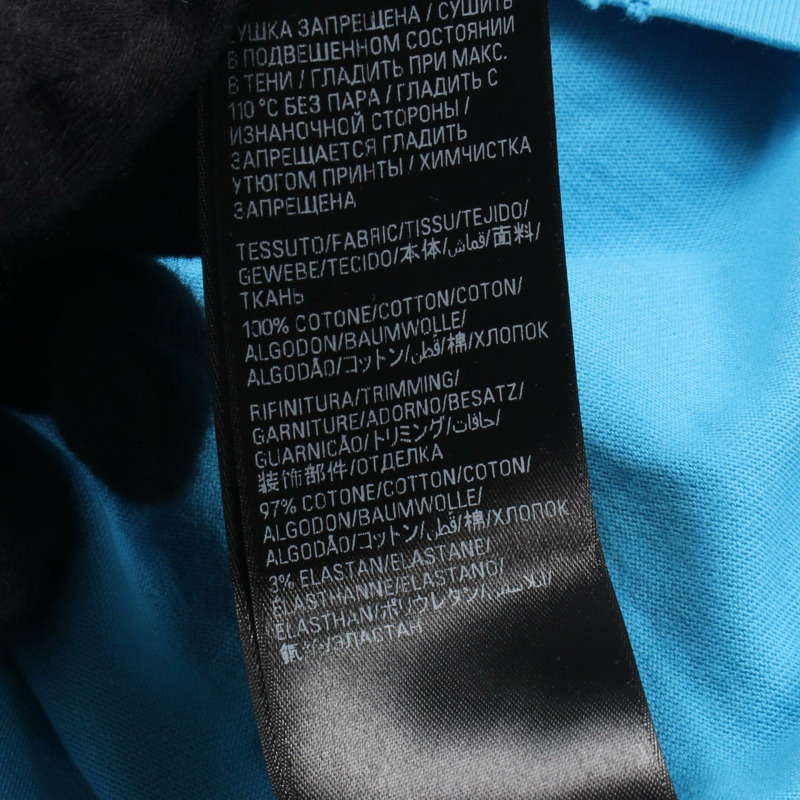 СУШКА ЗАПРЕЩЕНА / СУШИТЬ
В ПОДВЕШЕННОМ СОСТОЯНИИ
В ТЕНИ / ГЛАДИТЬ ПРИ МАКС.
110 °C БЕЗ ПАРА / ГЛАДИТЬ С
ИЗНАНОЧНОЙ СТОРОНЫ /
ЗАПРЕЩАЕТСЯ ГЛАДИТЬ
УТЮГОМ ПРИНТЫ / ХИМЧИСТКА
ЗАПРЕЩЕНА
TESSUTO/FABRIC/TISSU/TEJIDO/
GEWEBE/TECIDO/本体/قماش/面料/
ТКАНЬ
100% COTONE/COTTON/COTON/
ALGODON/BAUMWOLLE/
ALGODÃO/コットン/قطن/棉/ХЛОПОК
RIFINITURA/TRIMMING/
GARNITURE/ADORNO/BESATZ/
GUARNICÃO/トリミング/حافات/
装饰部件/ОТДЕЛКА
97% COTONE/COTTON/COTON/
ALGODON/BAUMWOLLE/
ALGODÃO/コットン/قطن/棉/ХЛОПОК
3% ELASTAN/ELASTANE/
ELASTHANNE/ELASTANO/
ELASTHAN/ポリウレタン/
/ЭЛАСТАН